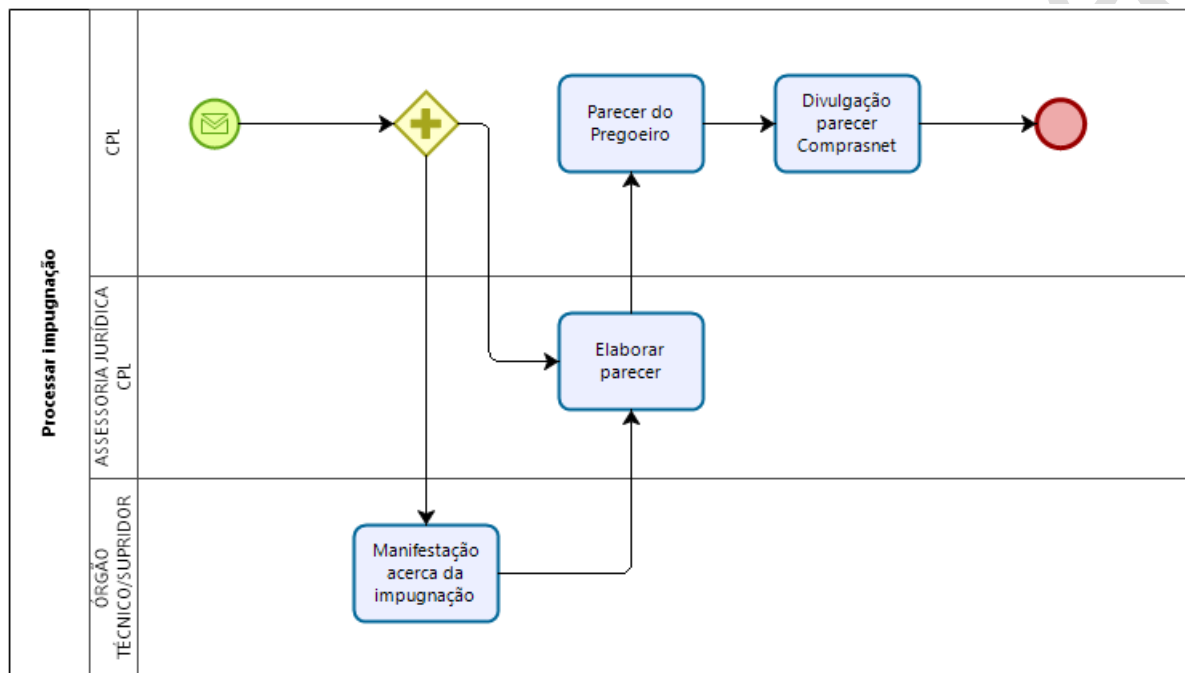 Processar impugnação
CPL
Parecer do
Pregoeiro
Divulgação
parecer
Comprasnet
ASSESSORIA JURÍDICA
CPL
Elaborar
parecer
ÓRGÃO
TÉCNICO/SUPRIDOR
Manifestação
acerca da
impugnação